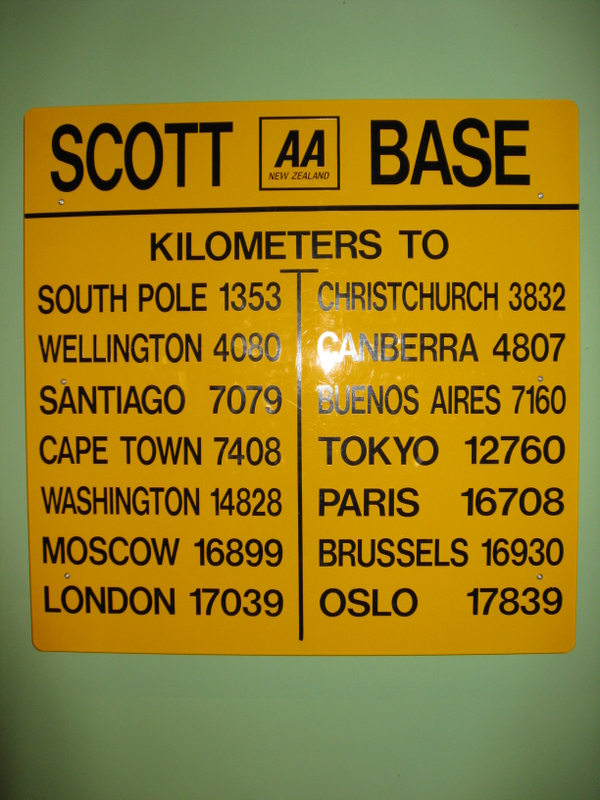 SCOTT AA BASE
NEW ZEALAND
KILOMETERS TO
SOUTH POLE 1353 CHRISTCHURCH 3832
WELLINGTON 4080 CANBERRA 4807
SANTIAGO 7079 BUENOS AIRES 7160
CAPE TOWN 7408 TOKYO 12760
WASHINGTON 14828 PARIS 16708
MOSCOW 16899 BRUSSELS 16930
LONDON 17039 OSLO 17839